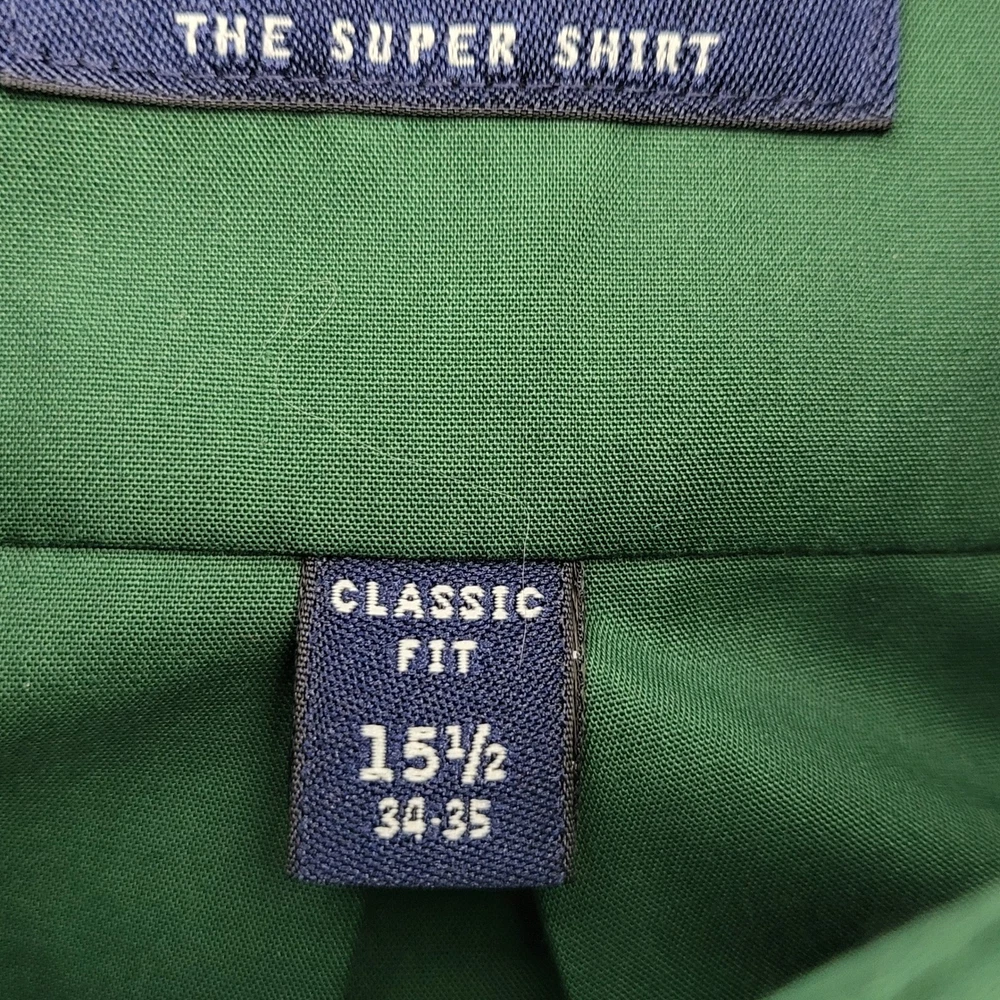 THE SUPER SHIRT
CLASSIC
FIT
15½
34-35